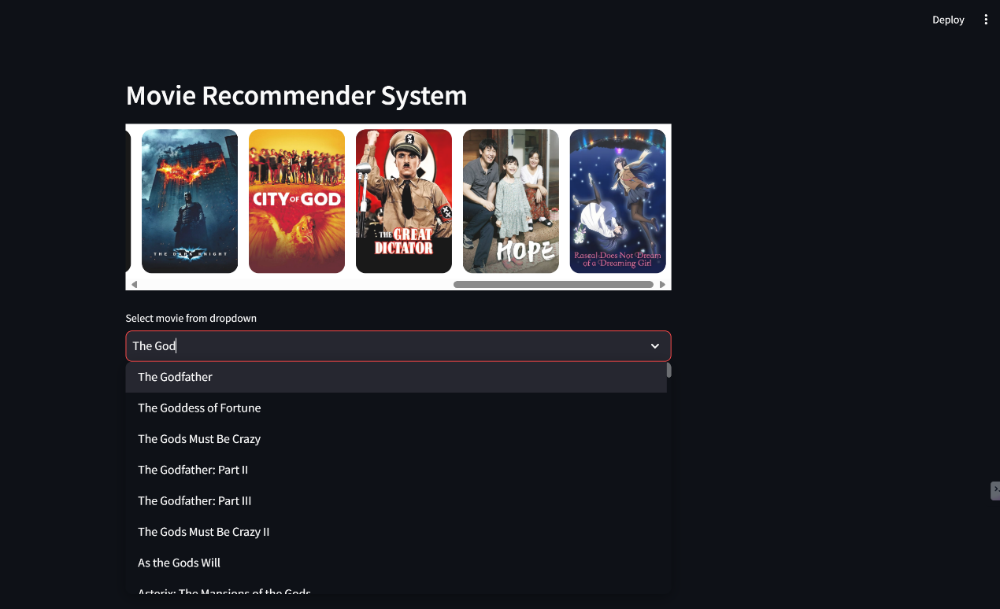 Deploy
Movie Recommender System
THE DARK KNIGHT
CITY OF GOD
THE GREAT
DICTATOR
HOPE
Rascal Does Not Dream
of a Dreaming Girl
Select movie from dropdown
The God
The Godfather
The Goddess of Fortune
The Gods Must Be Crazy
The Godfather: Part II
The Godfather: Part III
The Gods Must Be Crazy II
As the Gods Will
Asterix: The Mansions of the Gods